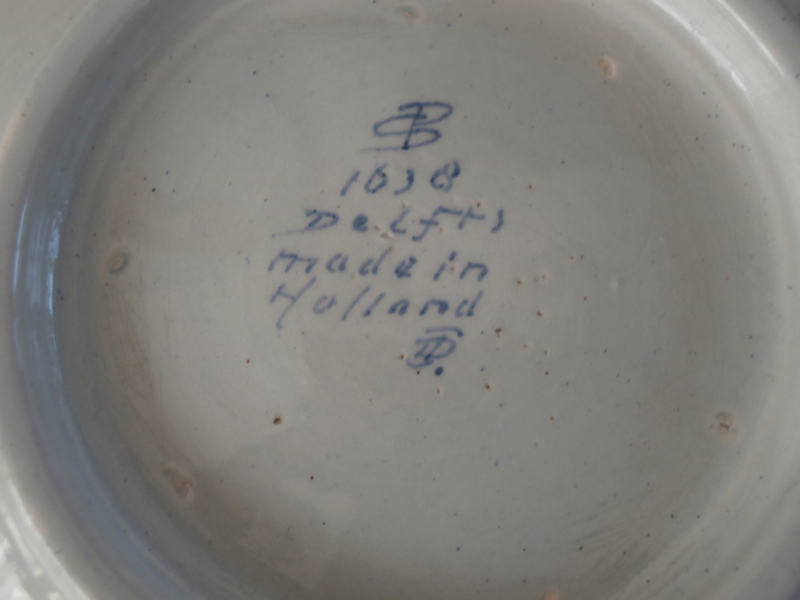 1638
Delfts
made in
Holland